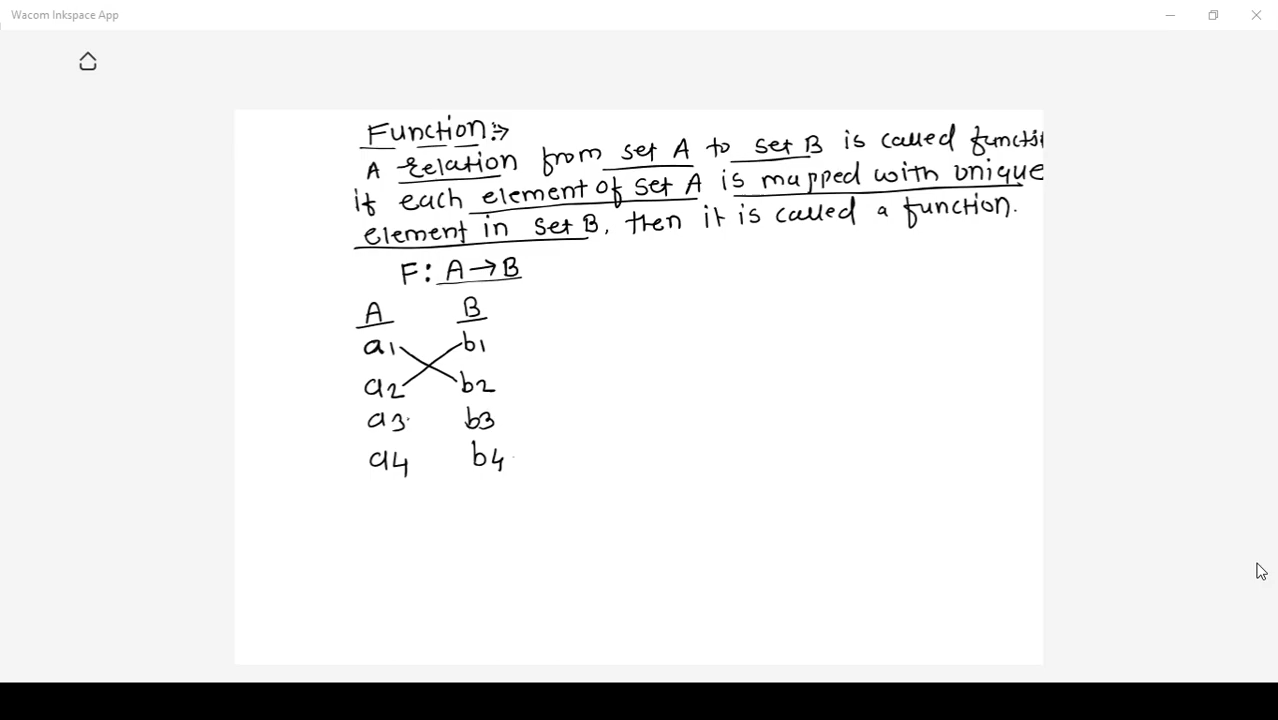 Wacom Inkspace App
Function:→
A relation from set A to set B is called functi
if each element of set A is mapped with unique
element in set B, then it is called a function.
F: A→B
A B
a1 b1
a2 b2
a3 b3
a4 b4